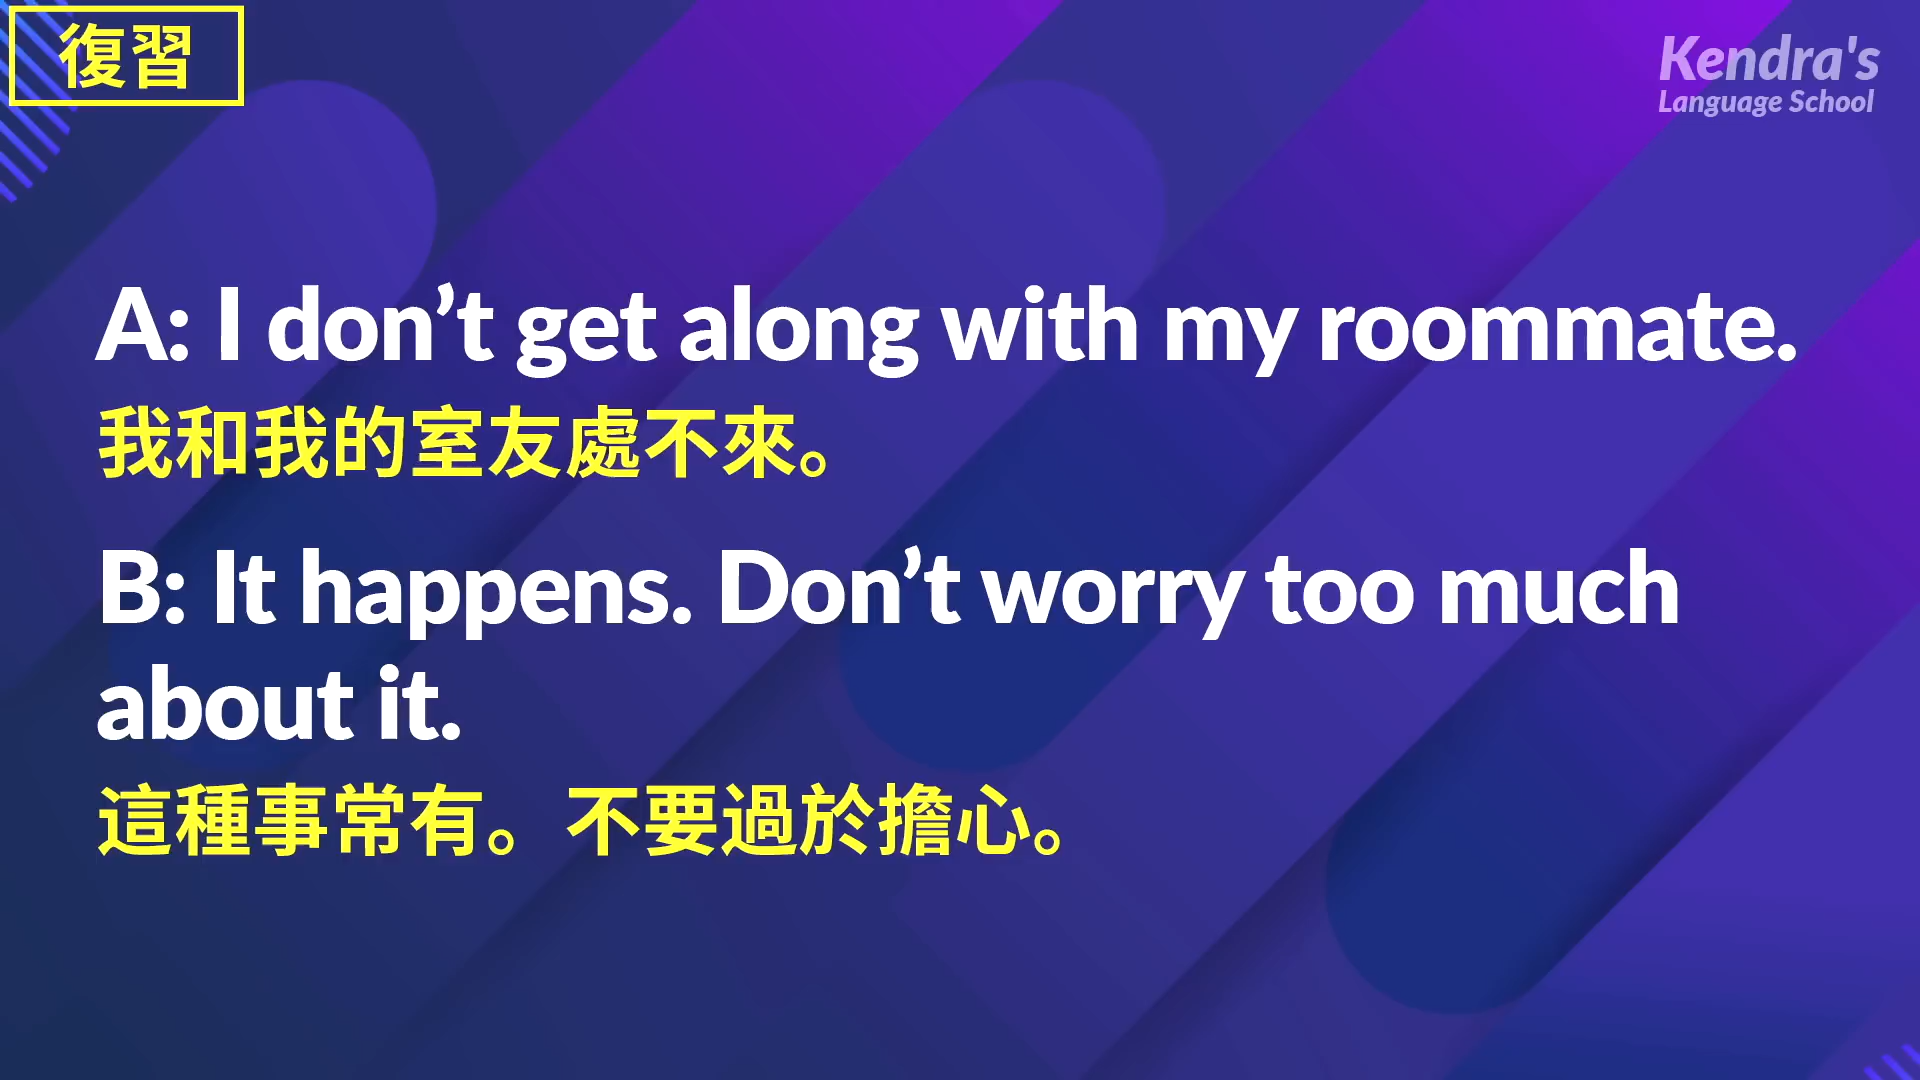 復習
Kendra's
Language School
A: I don’t get along with my roommate.
我和我的室友處不來。
B: It happens. Don’t worry too much
about it.
這種事常有。不要過於擔心。